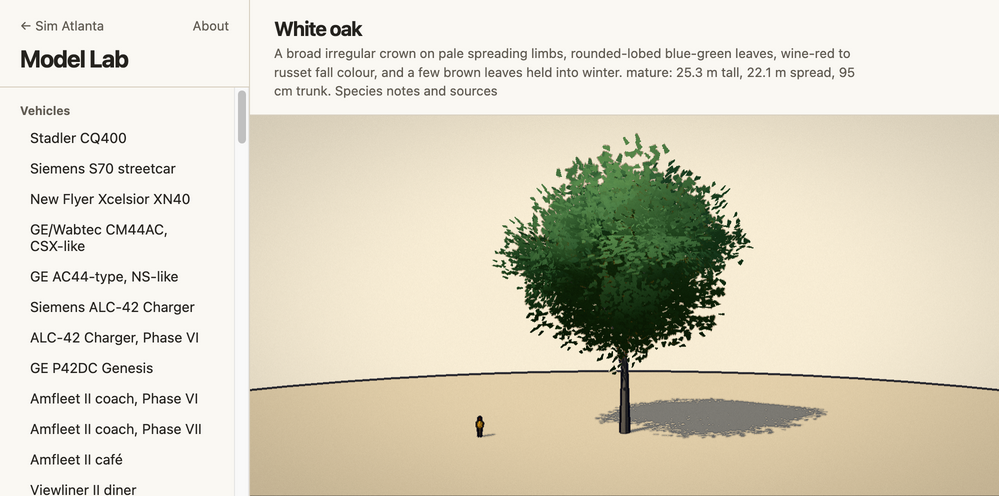 ← Sim Atlanta
About
Model Lab
Vehicles
Stadler CQ400
Siemens S70 streetcar
New Flyer Xcelsior XN40
GE/Wabtec CM44AC,
CSX-like
GE AC44-type, NS-like
Siemens ALC-42 Charger
ALC-42 Charger, Phase VI
GE P42DC Genesis
Amfleet II coach, Phase VI
Amfleet II coach, Phase VII
Amfleet II café
Viewliner II diner
White oak
A broad irregular crown on pale spreading limbs, rounded-lobed blue-green leaves, wine-red to
russet fall colour, and a few brown leaves held into winter. mature: 25.3 m tall, 22.1 m spread, 95
cm trunk. Species notes and sources